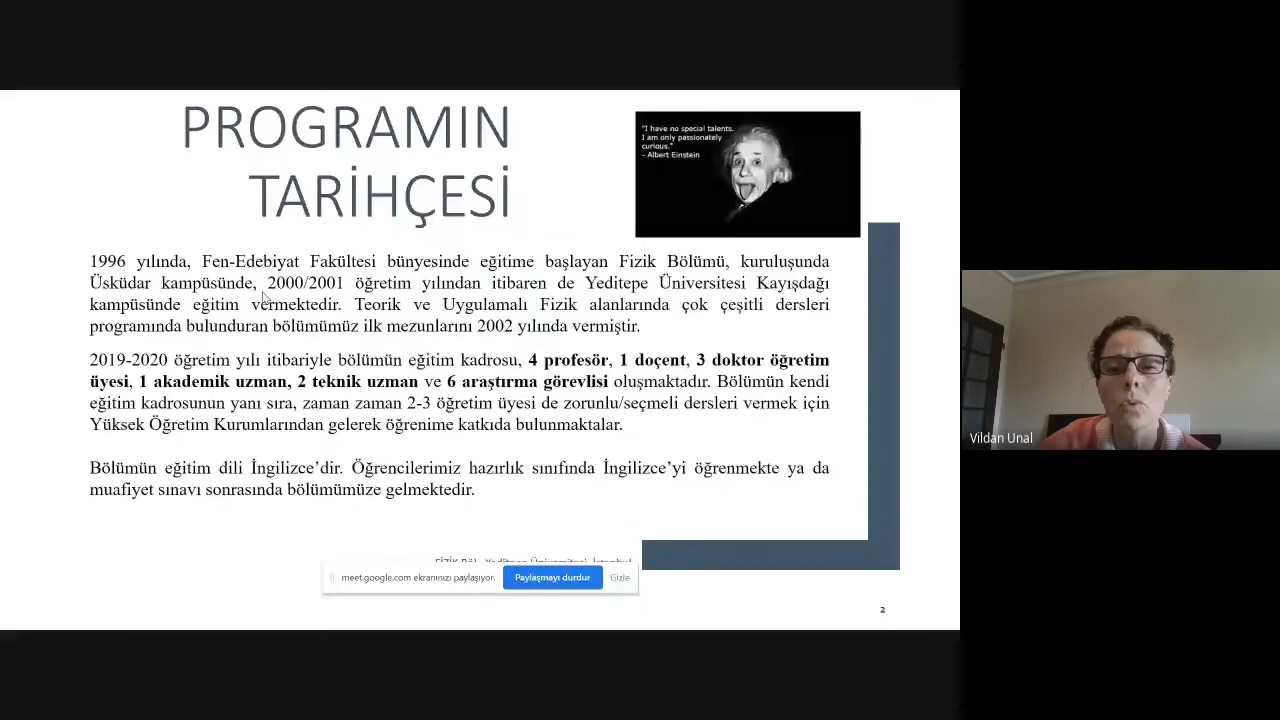 PROGRAMIN
TARİHÇESİ
"I have no special talents.
I am only passionately
curious."
- Albert Einstein
1996 yılında, Fen-Edebiyat Fakültesi bünyesinde eğitime başlayan Fizik Bölümü, kuruluşunda
Üsküdar kampüsünde, 2000/2001 öğretim yılından itibaren de Yeditepe Üniversitesi Kayışdağı
kampüsünde eğitim vermektedir. Teorik ve Uygulamalı Fizik alanlarında çok çeşitli dersleri
programında bulunduran bölümümüz ilk mezunlarını 2002 yılında vermiştir.
2019-2020 öğretim yılı itibariyle bölümün eğitim kadrosu, 4 profesör, 1 doçent, 3 doktor öğretim
üyesi, 1 akademik uzman, 2 teknik uzman ve 6 araştırma görevlisi oluşmaktadır. Bölümün kendi
eğitim kadrosunun yanı sıra, zaman zaman 2-3 öğretim üyesi de zorunlu/seçmeli dersleri vermek için
Yüksek Öğretim Kurumlarından gelerek öğrenime katkıda bulunmaktalar.
Bölümün eğitim dili İngilizce’dir. Öğrencilerimiz hazırlık sınıfında İngilizce’yi öğrenmekte ya da
muafiyet sınavı sonrasında bölümümüze gelmektedir.
FİZİK Böl., Yeditepe Üniversitesi, İstanbul
meet.google.com ekranınızı paylaşıyor.
Paylaşmayı durdur
Gizle
2
Vildan Unal